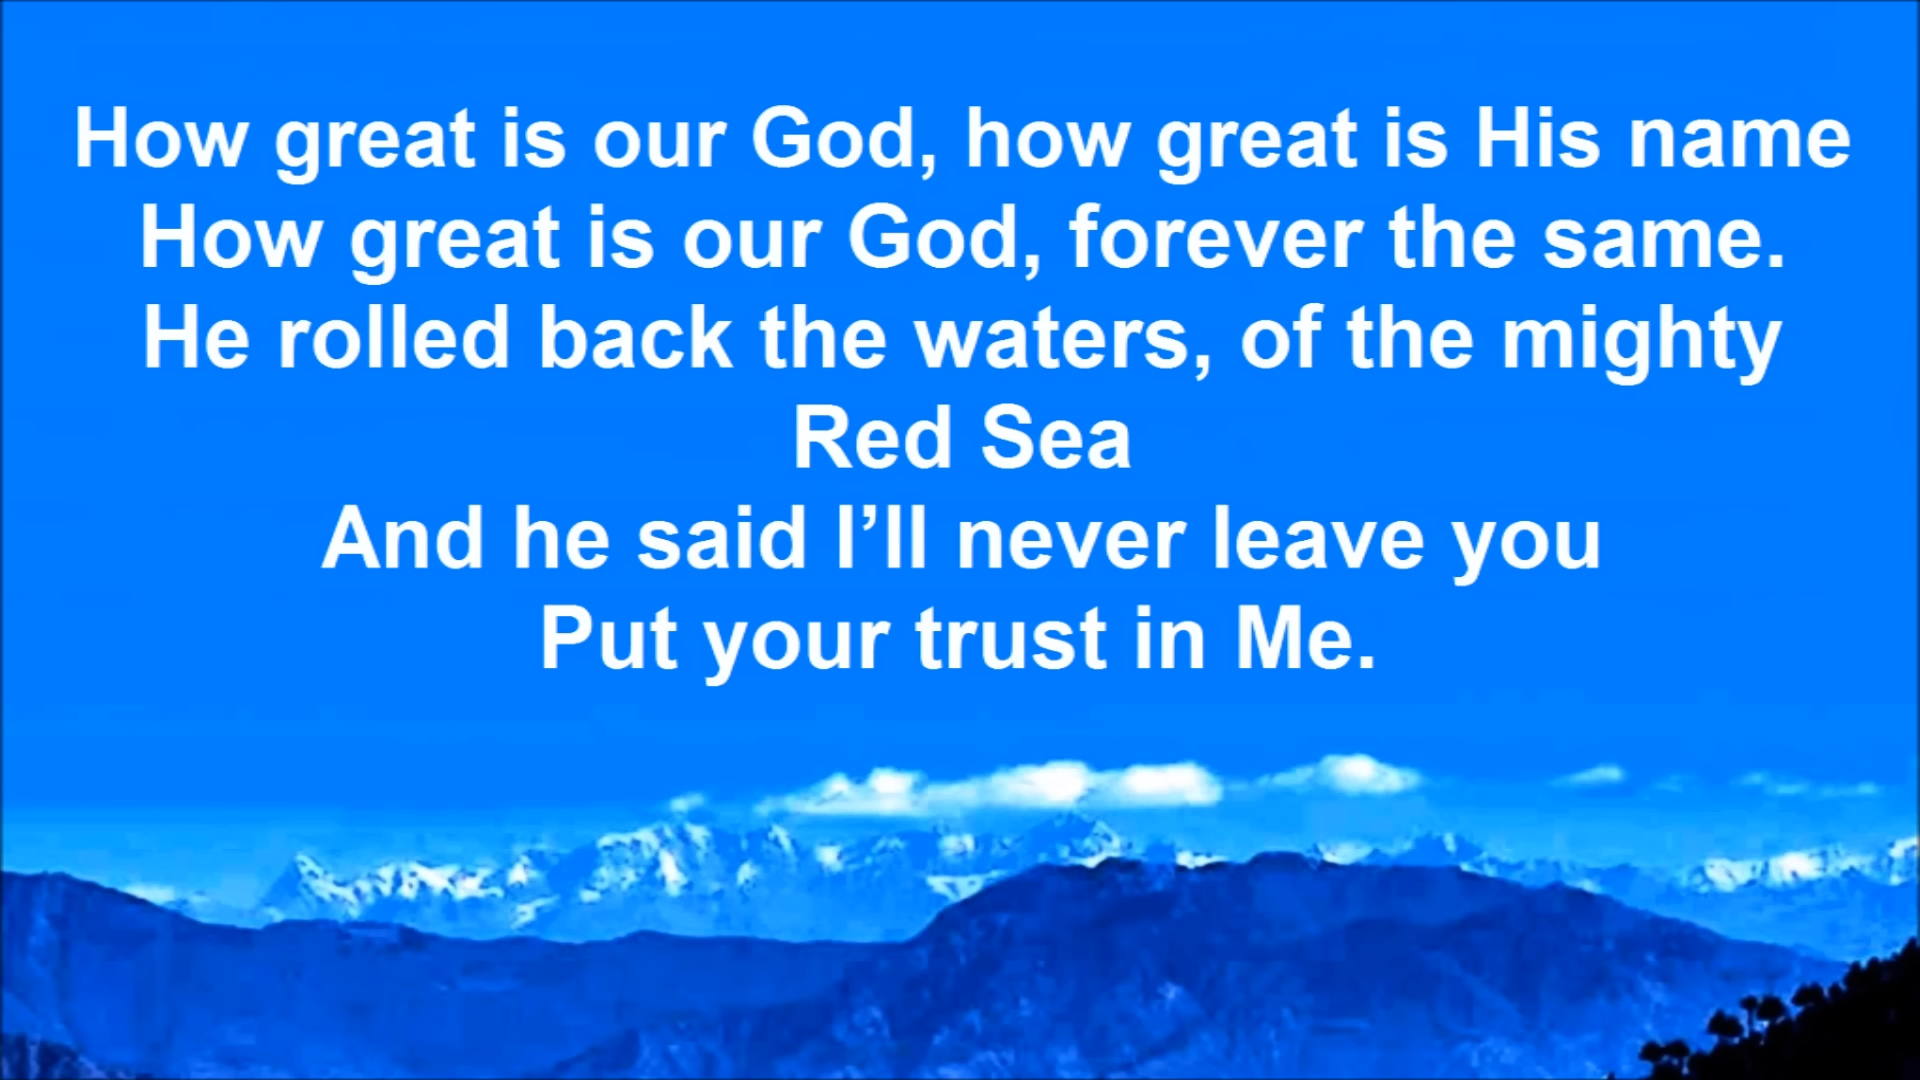 How great is our God, how great is His name
How great is our God, forever the same.
He rolled back the waters, of the mighty
Red Sea
And he said I’ll never leave you
Put your trust in Me.